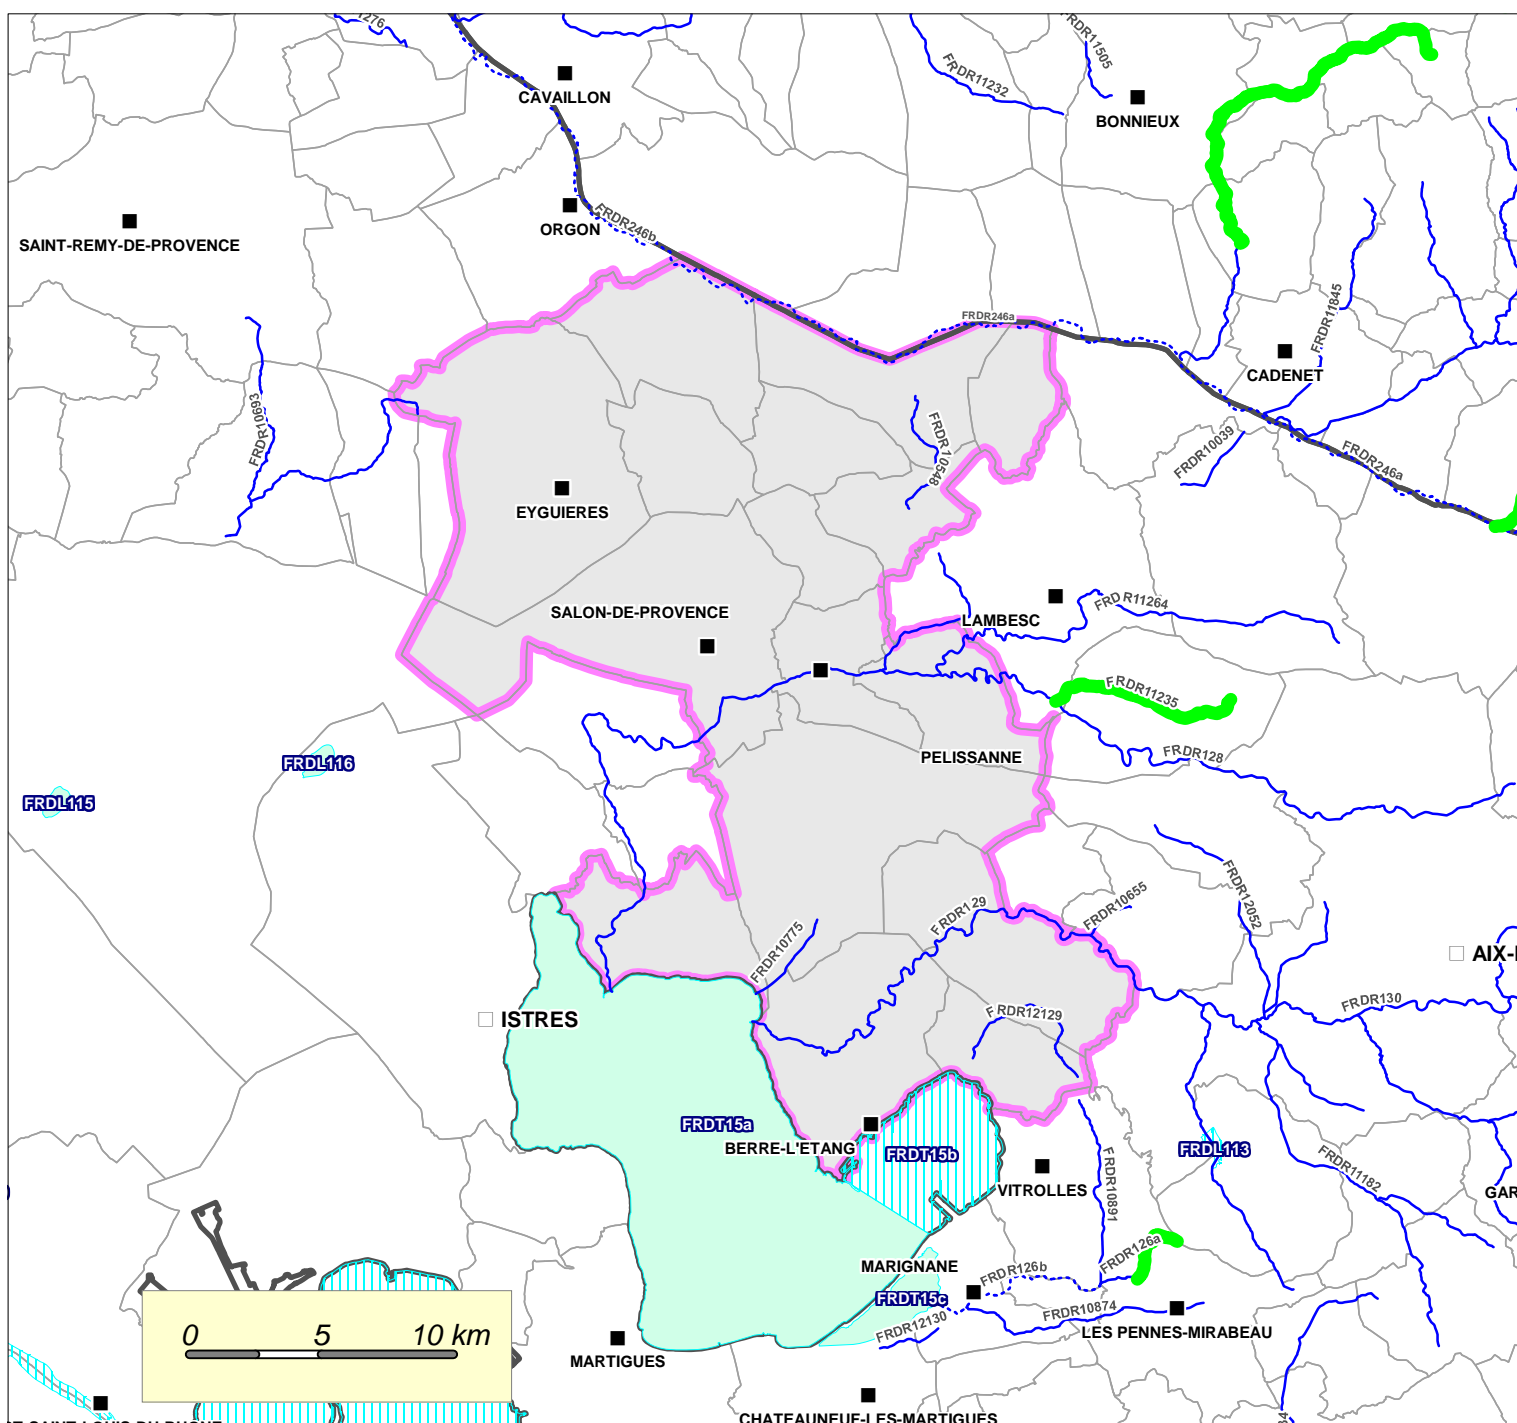 FRDR11505
FRDR11232
CAVAILLON
BONNIEUX
ORGON
FRDR246b
SAINT-REMY-DE-PROVENCE
FRDR246a
FRDR11845
CADENET
FRDR10693
FRDR10548
FRDR10039
FRDR246a
EYGUIERES
SALON-DE-PROVENCE
LAMBESC
FRDR11264
FRDR11235
FRDR128
PELISSANNE
FRDL116
FRDL115
FRDR12052
FRDR10655
FRDR129
FRDR10775
AIX-
FRDR130
ISTRES
FRDR12129
FRDT15a
BERRE-L'ETANG
FRDT15b
FRDL113
FRDR11182
VITROLLES
FRDR10891
GAR
MARIGNANE
FRDR126b
FRDR126a
FRDT15c
FRDR12130
FRDR10874
LES PENNES-MIRABEAU
0 5 10 km
MARTIGUES
CHATEAUNEUF-LES-MARTIGUES